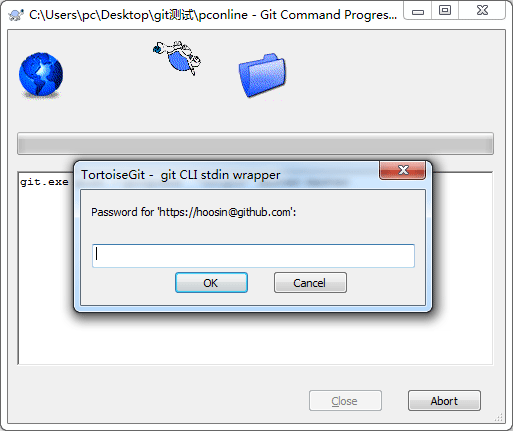 C:\Users\pc\Desktop\git测试\pconline - Git Command Progres...
TortoiseGit - git CLI stdin wrapper
git.exe
Password for 'https://hoosin@github.com':
OK
Cancel
Close
Abort